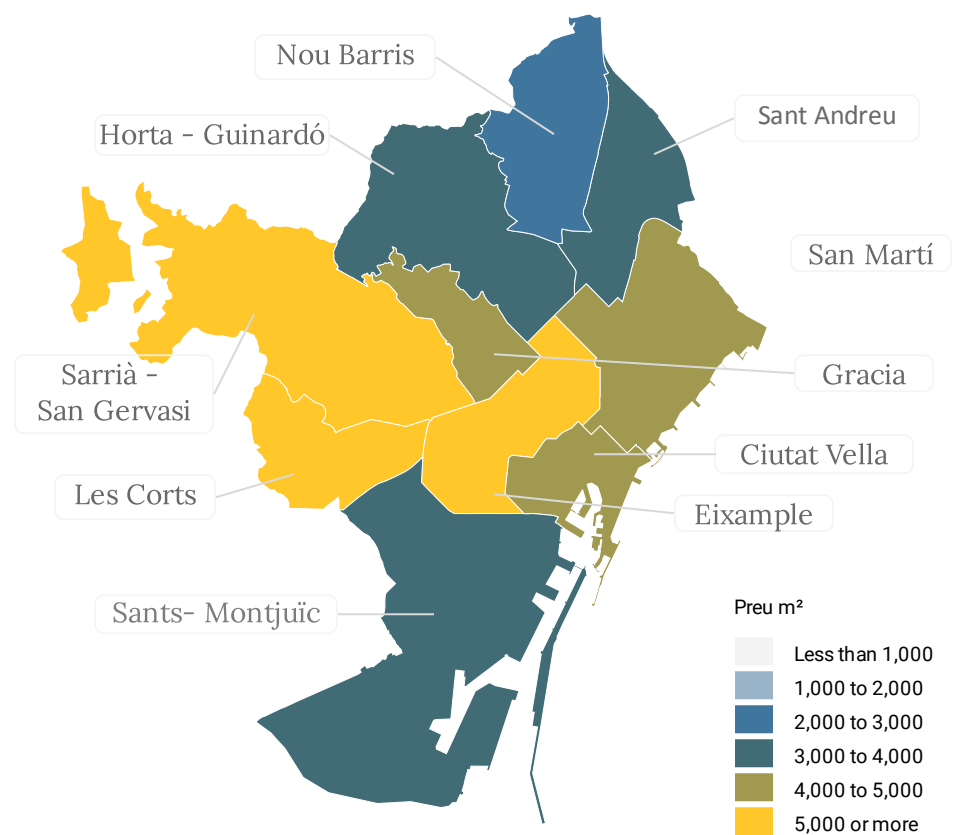 Nou Barris
Sant Andreu
Horta - Guinardó
San Martí
Sarrià -
San Gervasi
Gracia
Ciutat Vella
Les Corts
Eixample
Sants- Montjuïc
Preu m²
Less than 1,000
1,000 to 2,000
2,000 to 3,000
3,000 to 4,000
4,000 to 5,000
5,000 or more